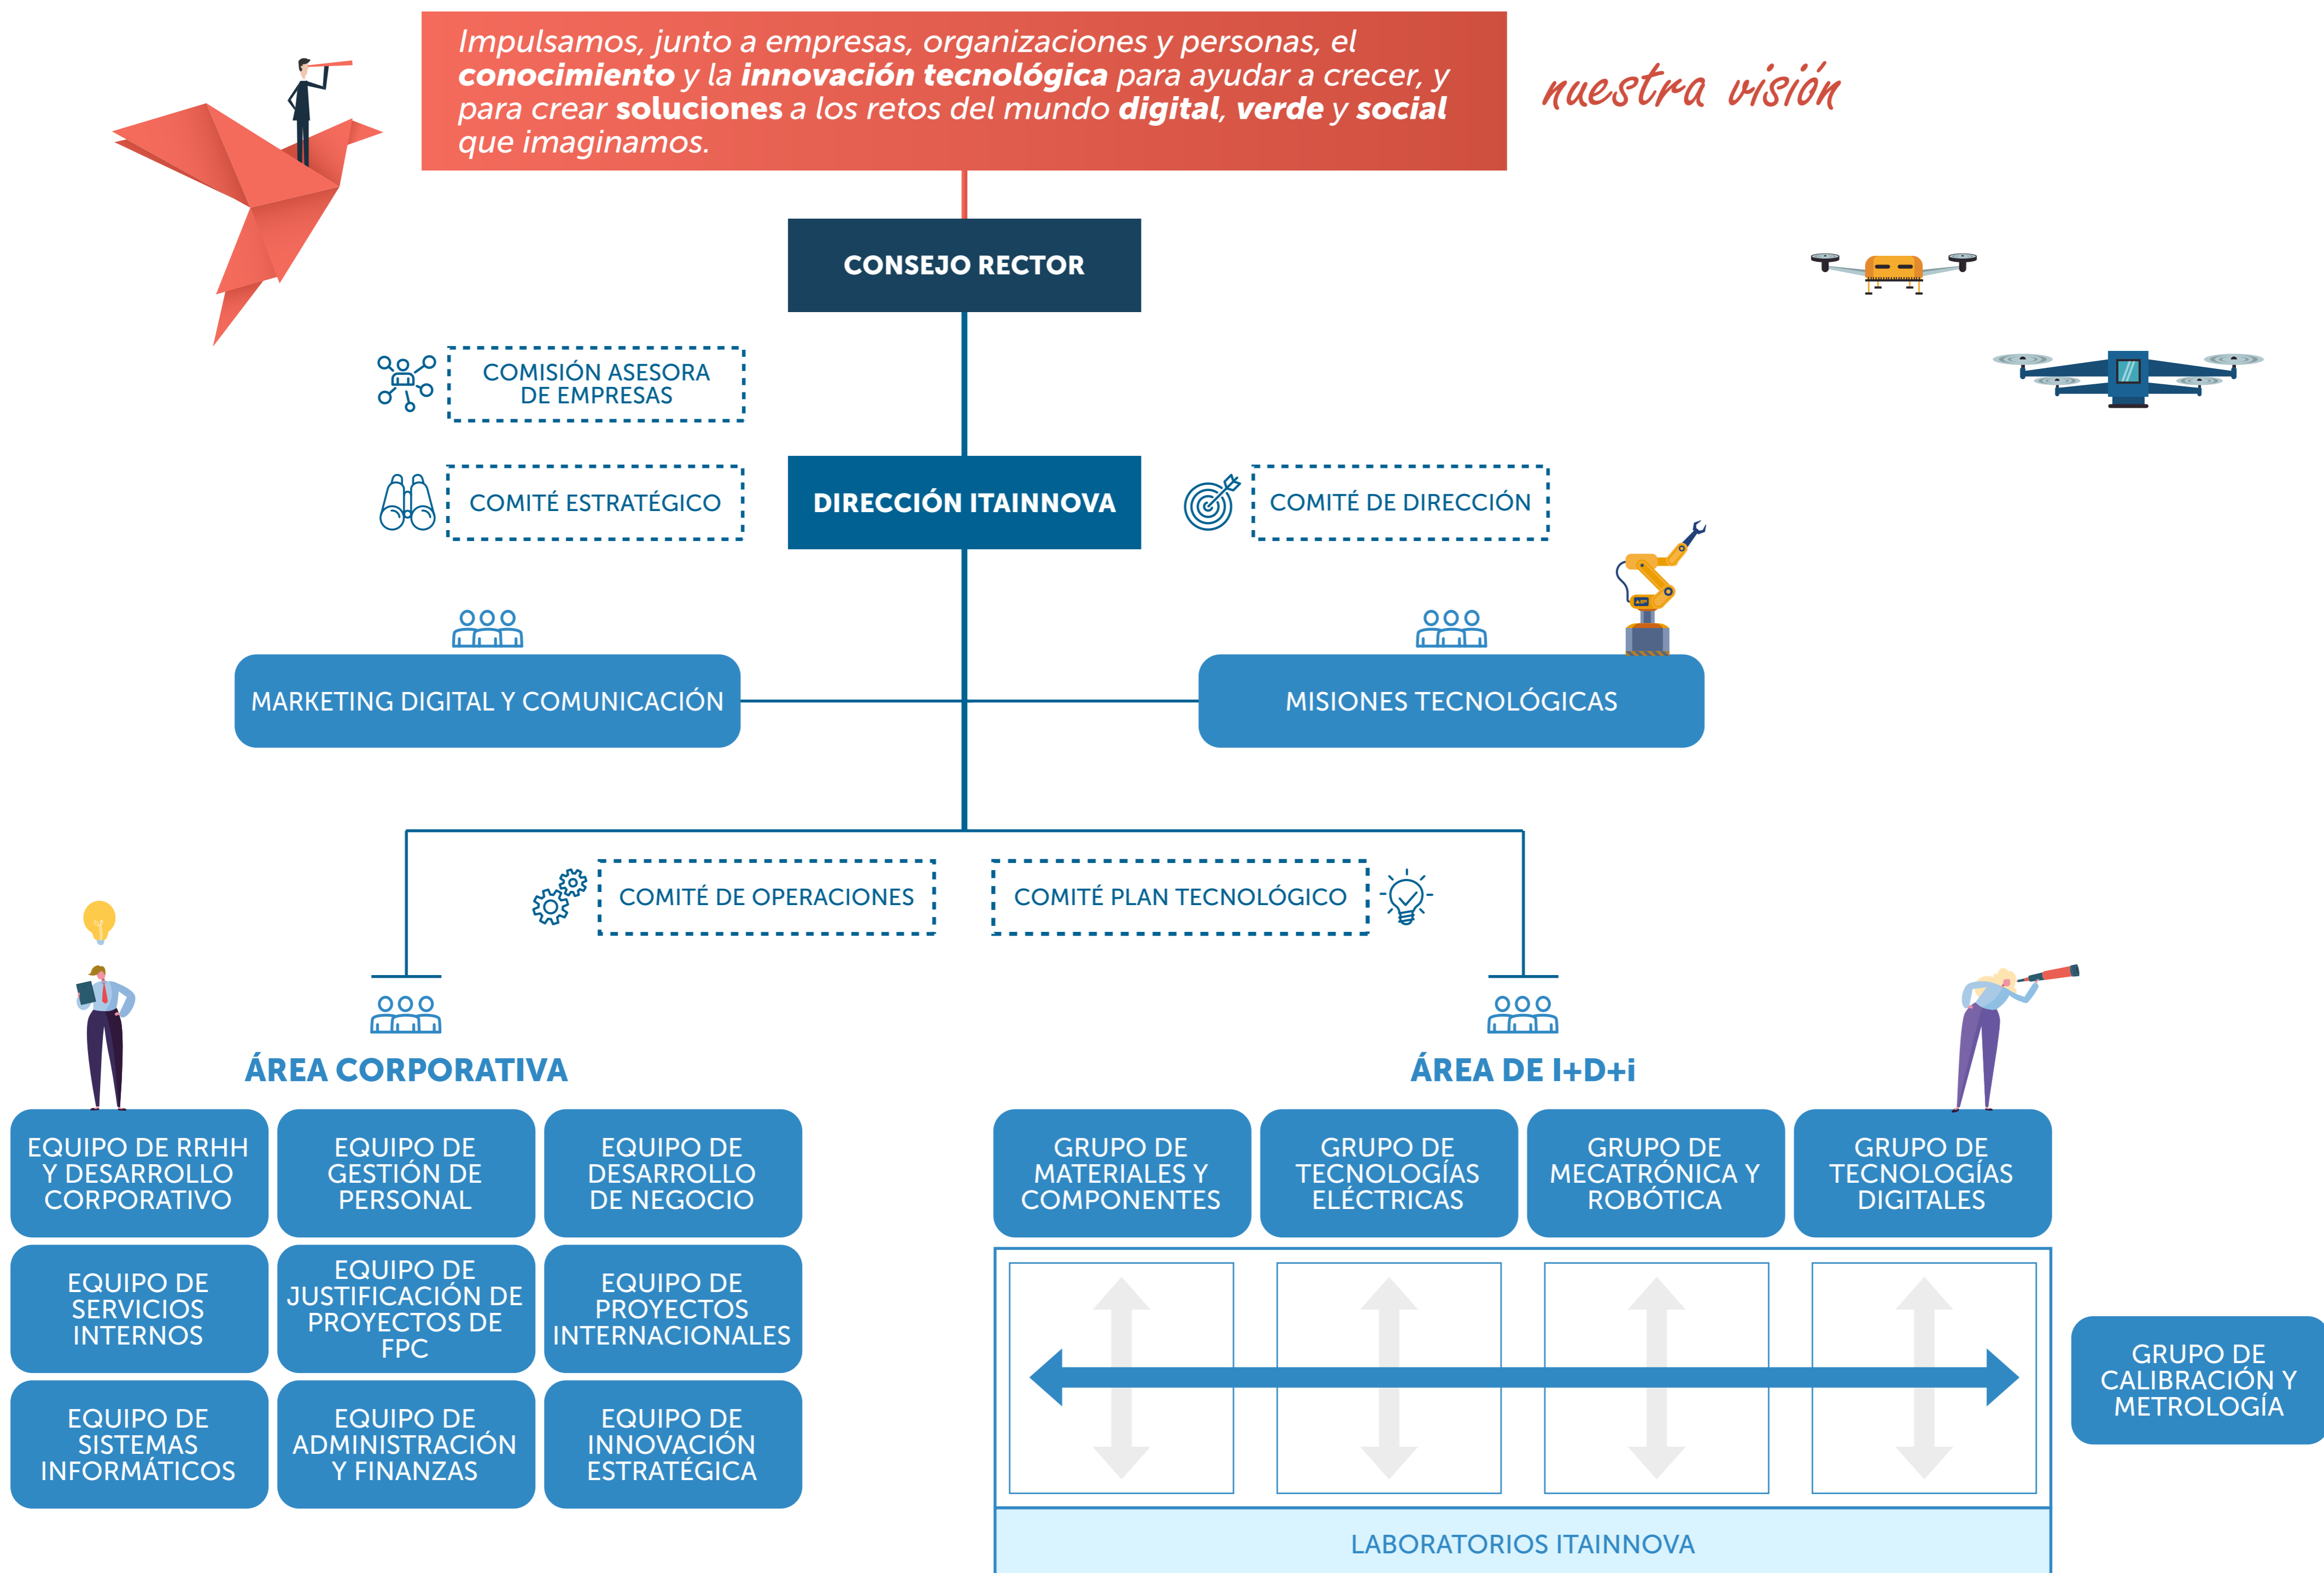 Impulsamos, junto a empresas, organizaciones y personas, el
conocimiento y la innovación tecnológica para ayudar a crecer, y
para crear soluciones a los retos del mundo digital, verde y social
que imaginamos.
nuestra visión
CONSEJO RECTOR
COMISIÓN ASESORA
DE EMPRESAS
COMITÉ ESTRATÉGICO
DIRECCIÓN ITAINNOVA
COMITÉ DE DIRECCIÓN
MARKETING DIGITAL Y COMUNICACIÓN
MISIONES TECNOLÓGICAS
COMITÉ DE OPERACIONES
COMITÉ PLAN TECNOLÓGICO
ÁREA CORPORATIVA
EQUIPO DE RRHH
Y DESARROLLO
CORPORATIVO
EQUIPO DE
GESTIÓN DE
PERSONAL
EQUIPO DE
DESARROLLO
DE NEGOCIO
EQUIPO DE
SERVICIOS
INTERNOS
EQUIPO DE
JUSTIFICACIÓN DE
PROYECTOS DE
FPC
EQUIPO DE
PROYECTOS
INTERNACIONALES
EQUIPO DE
SISTEMAS
INFORMÁTICOS
EQUIPO DE
ADMINISTRACIÓN
Y FINANZAS
EQUIPO DE
INNOVACIÓN
ESTRATÉGICA
ÁREA DE I+D+i
GRUPO DE
MATERIALES Y
COMPONENTES
GRUPO DE
TECNOLOGÍAS
ELÉCTRICAS
GRUPO DE
MECATRÓNICA Y
ROBÓTICA
GRUPO DE
TECNOLOGÍAS
DIGITALES
GRUPO DE
CALIBRACIÓN Y
METROLOGÍA
LABORATORIOS ITAINNOVA